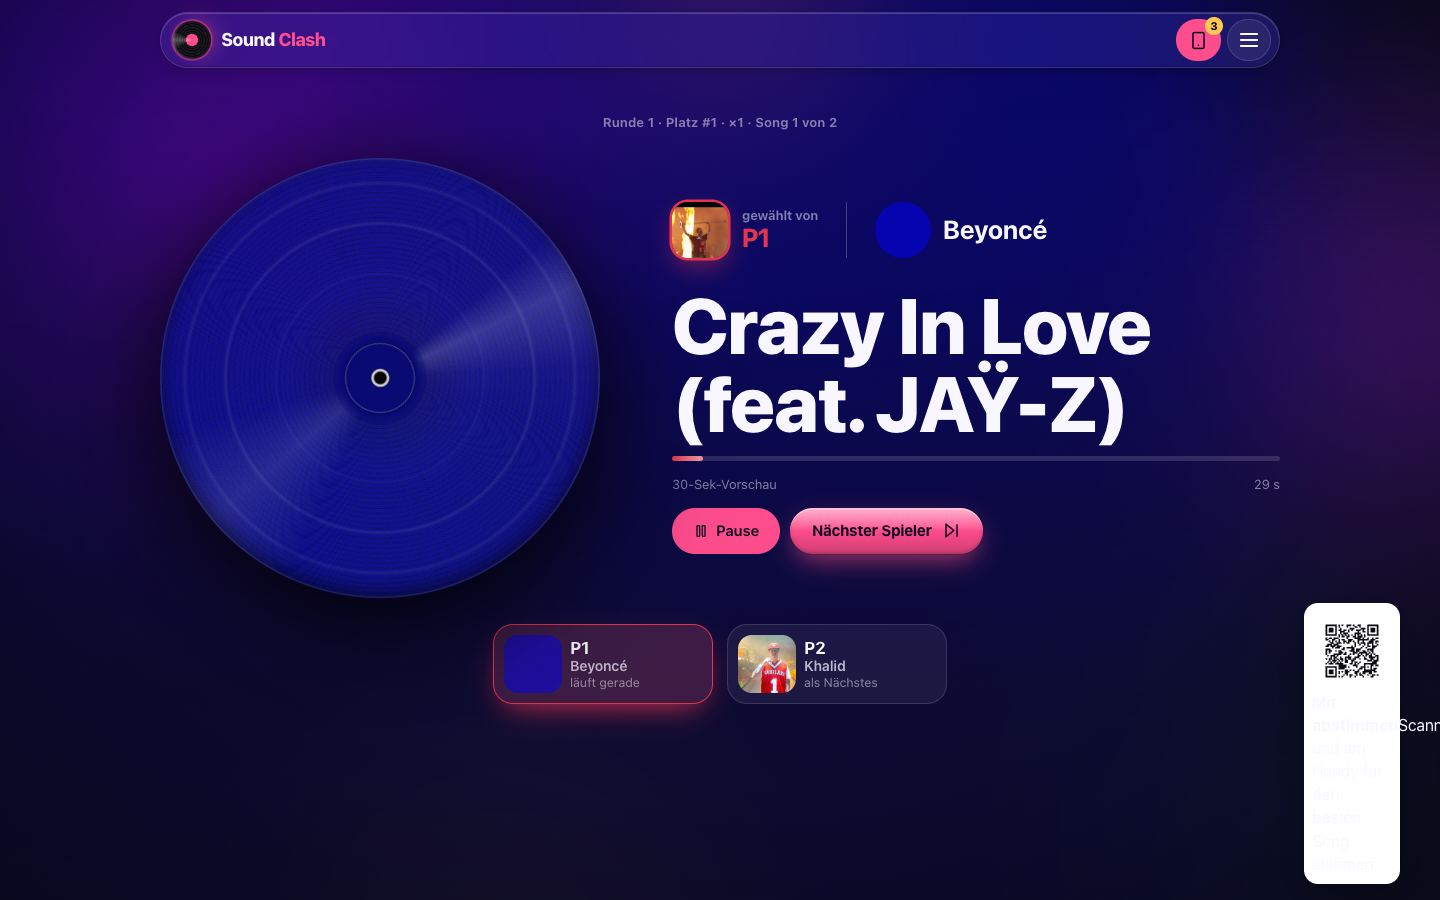 Sound Clash
3
Runde 1 · Platz #1 · ×1 · Song 1 von 2
gewählt von
P1
Beyoncé
Crazy In Love
(feat. JAŸ-Z)
30-Sek-Vorschau
29 s
Pause
Nächster Spieler
P1
Beyoncé
läuft gerade
P2
Khalid
als Nächstes
1
Mit
abstimmenScann
und am
Handy für
den
besten
Song
stimmen